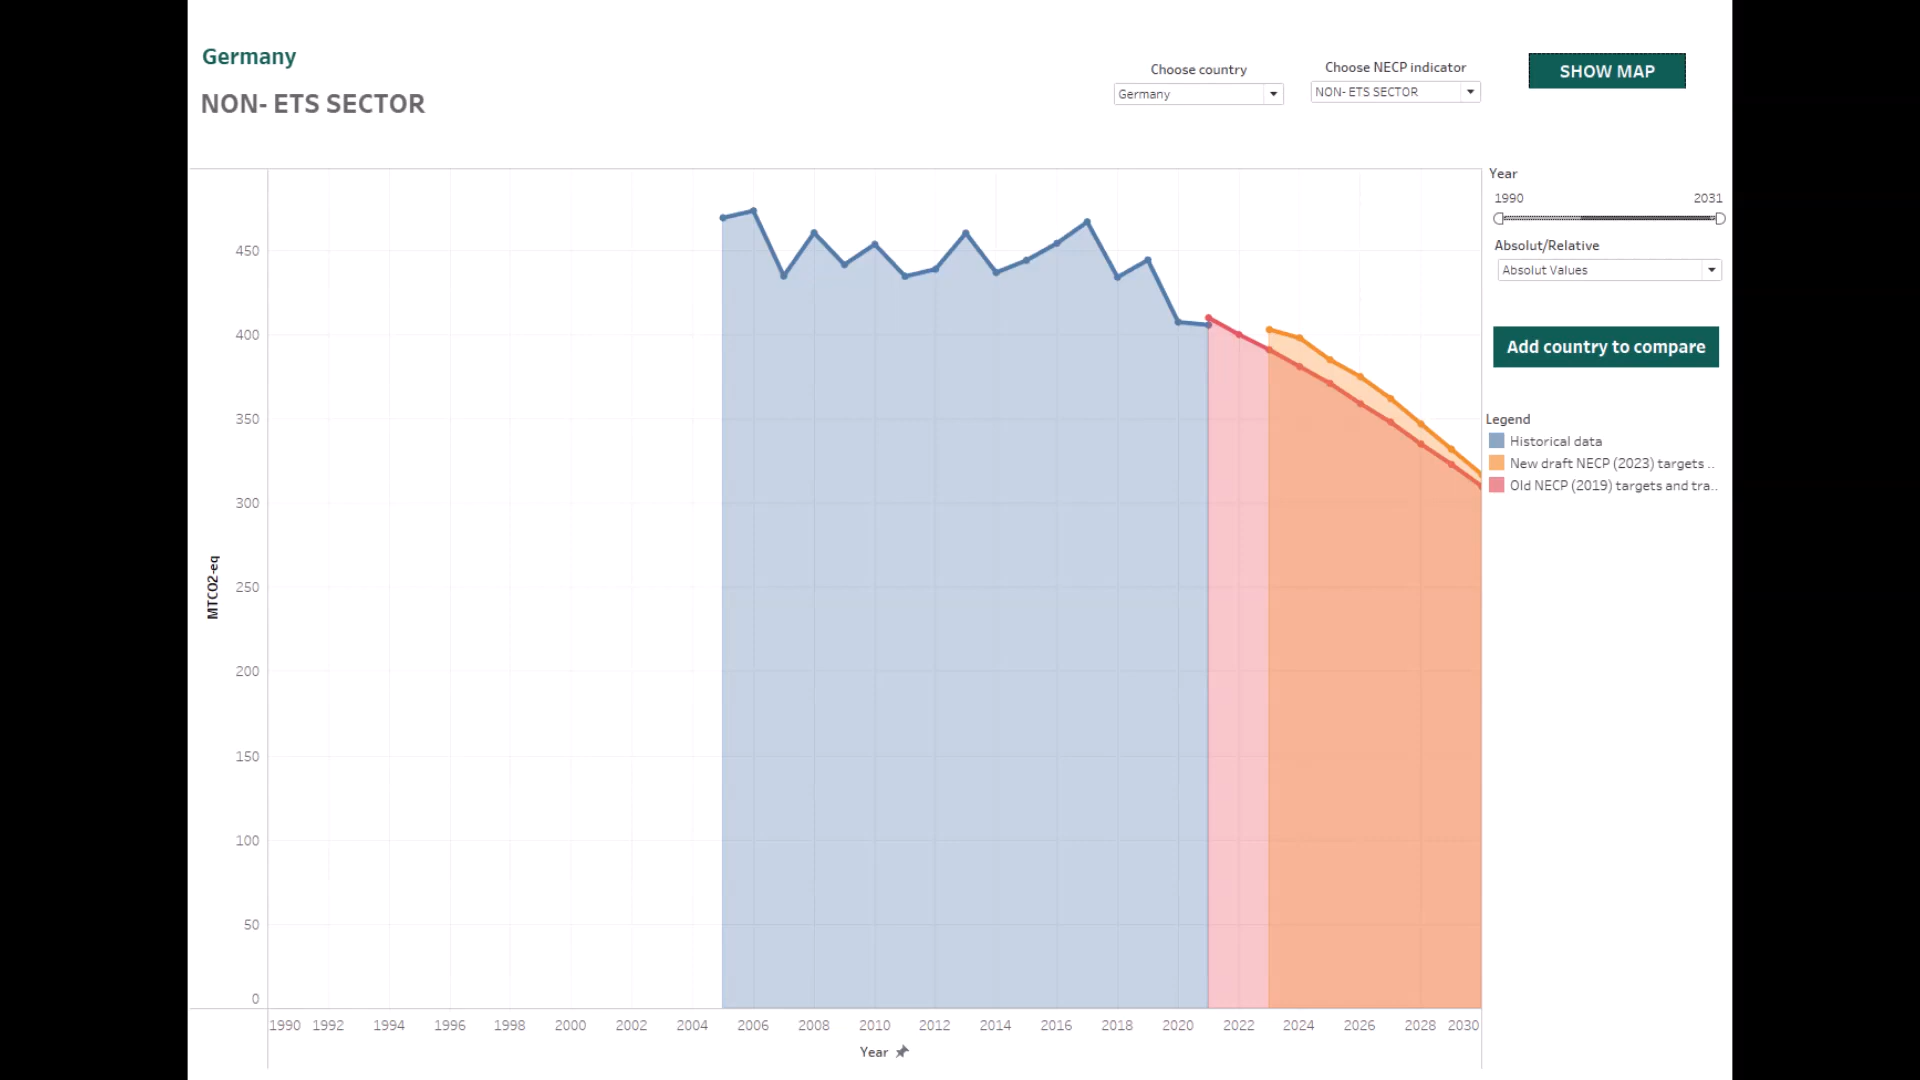 Germany
NON- ETS SECTOR
Choose country
Germany
Choose NECP indicator
NON- ETS SECTOR
SHOW MAP
Year
1990 2031
Absolut/Relative
Absolut Values
Add country to compare
Legend
Historical data
New draft NECP (2023) targets ..
Old NECP (2019) targets and tra..
MTCO2-eq
450
400
350
300
250
200
150
100
50
0
1990 1992 1994 1996 1998 2000 2002 2004 2006 2008 2010 2012 2014 2016 2018 2020 2022 2024 2026 2028 2030
Year